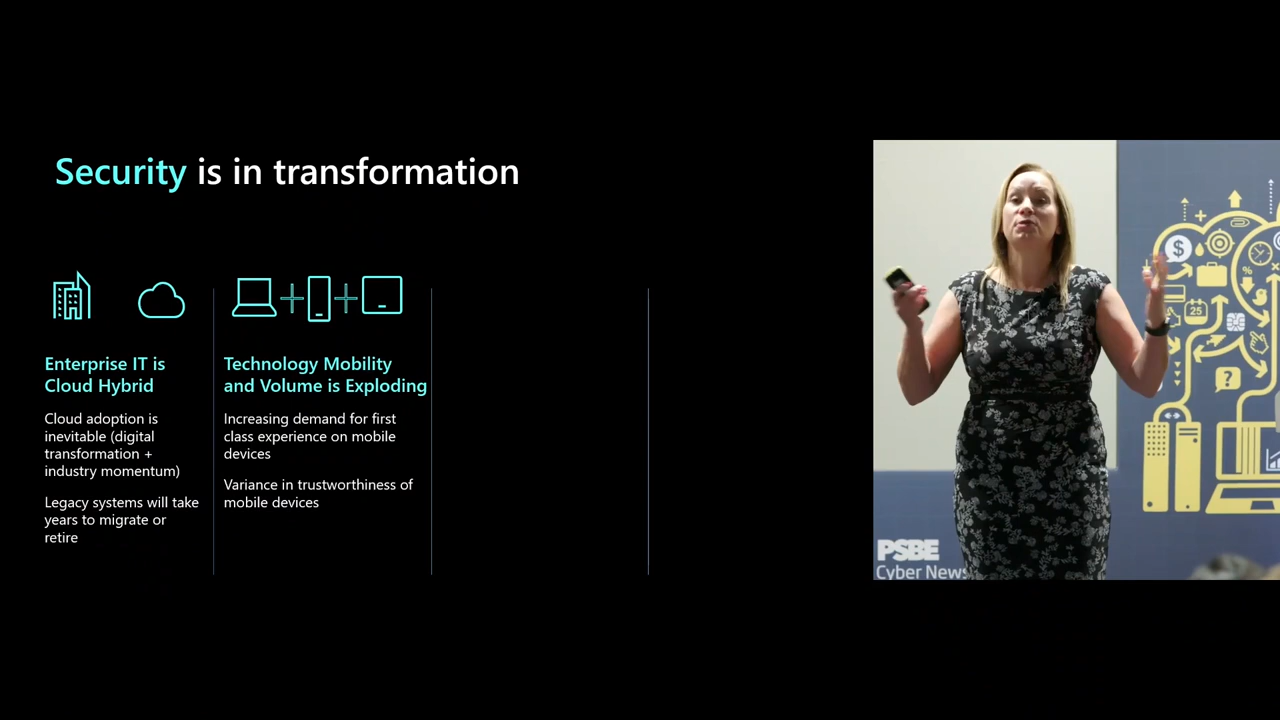 Security is in transformation
Enterprise IT is
Cloud Hybrid
Cloud adoption is
inevitable (digital
transformation +
industry momentum)
Legacy systems will take
years to migrate or
retire
Technology Mobility
and Volume is Exploding
Increasing demand for first
class experience on mobile
devices
Variance in trustworthiness of
mobile devices
$
%
25
?
PSBE
Cyber News